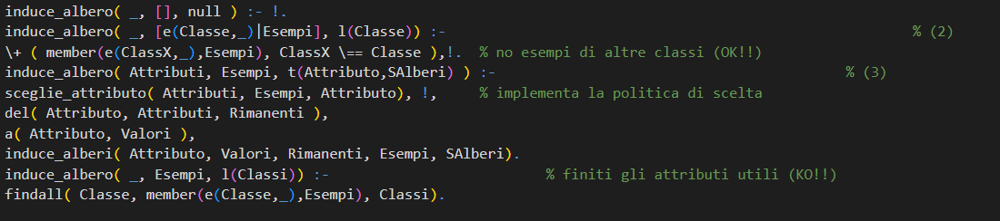 induce_albero( _, [], null ) :- !.
induce_albero( _, [e(Classe,_)|Esempi], l(Classe)) :- % (2)
\+ ( member(e(ClassX,_),Esempi), ClassX \== Classe ),!. % no esempi di altre classi (OK!!)
induce_albero( Attributi, Esempi, t(Attributo,SAlberi) ) :- % (3)
sceglie_attributo( Attributi, Esempi, Attributo), !, % implementa la politica di scelta
del( Attributo, Attributi, Rimanenti ),
a( Attributo, Valori ),
induce_alberi( Attributo, Valori, Rimanenti, Esempi, SAlberi).
induce_albero( _, Esempi, l(Classi)) :- % finiti gli attributi utili (KO!!)
findall( Classe, member(e(Classe,_),Esempi), Classi).